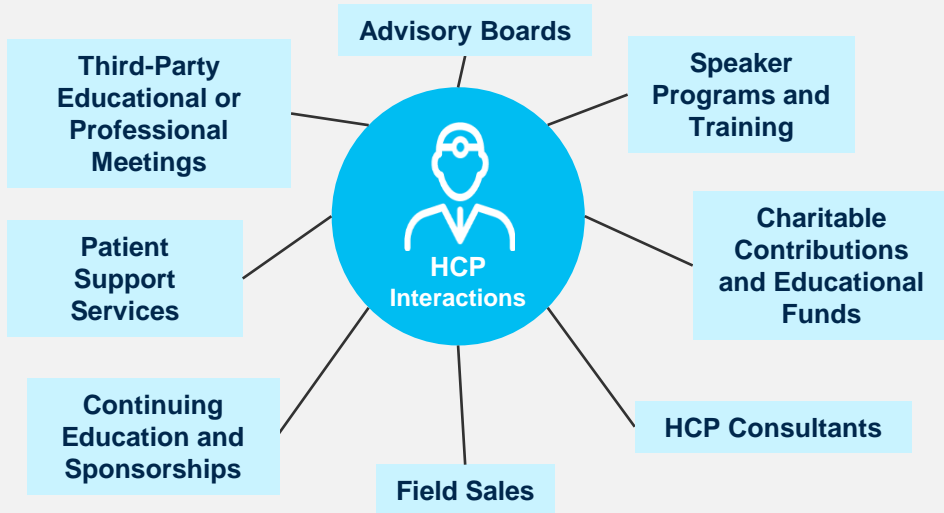 Advisory Boards
Third-Party
Educational or
Professional
Meetings
Speaker
Programs and
Training
Patient
Support
Services
HCP
Interactions
Charitable
Contributions
and Educational
Funds
Continuing
Education and
Sponsorships
Field Sales
HCP Consultants